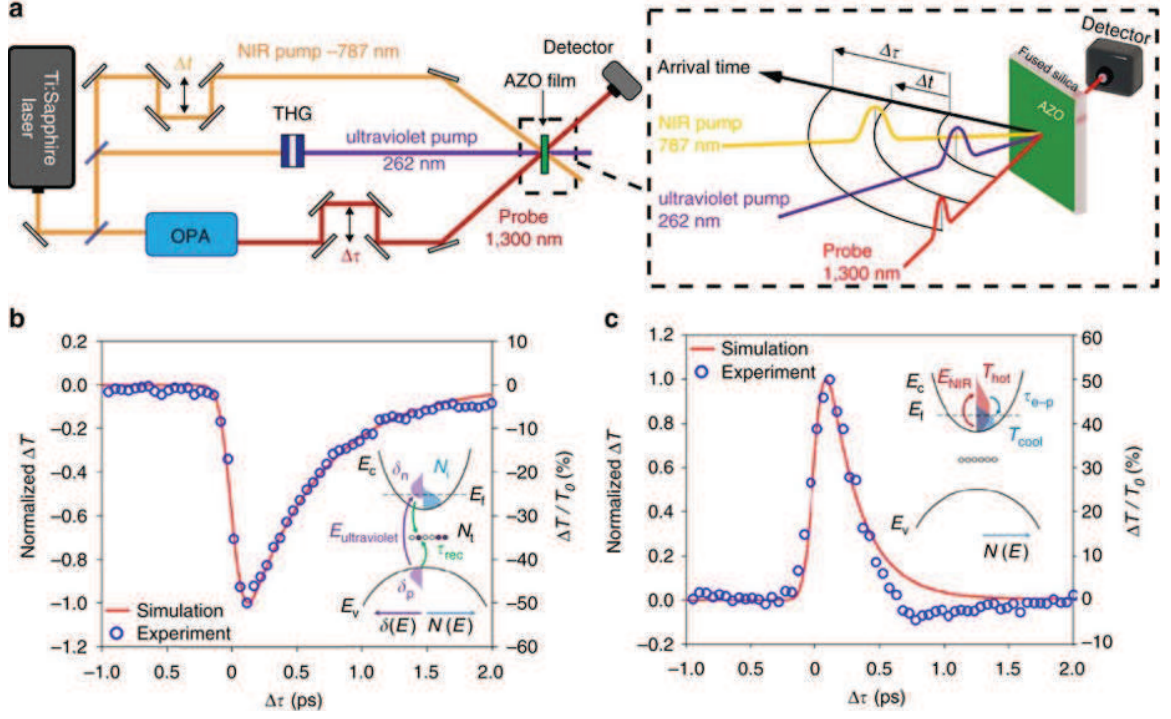 a
Ti:Sapphire
laser
NIR pump ~787 nm
Δt
THG
ultraviolet pump
262 nm
OPA
Δτ
Probe
1,300 nm
Detector
AZO film
Arrival time
Δτ
Δt
NIR pump
787 nm
ultraviolet pump
262 nm
Probe
1,300 nm
Fused silica
AZO
Detector
b
Normalized ΔT
0.2
0.0
−0.2
−0.4
−0.6
−0.8
−1.0
−1.2
10
0
−10
−20
−30
−40
−50
−60
ΔT / T0 (%)
−1.0
−0.5
0
0.5
1.0
1.5
2.0
Δτ (ps)
Simulation
Experiment
Ec
δn
Ni
Ef
Eultraviolet
Nt
τrec
δp
Ev
δ(E)
N(E)
c
Normalized ΔT
1.2
1.0
0.8
0.6
0.4
0.2
0.0
−0.2
60
50
40
30
20
10
0
−10
ΔT / T0 (%)
−1.0
−0.5
0
0.5
1.0
1.5
2.0
Δτ (ps)
Simulation
Experiment
Ec
ENIR
Thot
Ef
τe–p
Tcool
Ev
N(E)